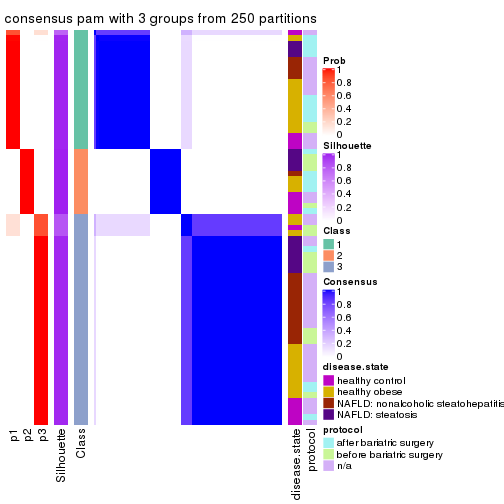 consensus pam with 3 groups from 250 partitions
Prob
1
0.8
0.6
0.4
0.2
0
Silhouette
1
0.8
0.6
0.4
0.2
0
Class
1
2
3
Consensus
1
0.8
0.6
0.4
0.2
0
disease.state
healthy control
healthy obese
NAFLD: nonalcoholic steatohepatitis
NAFLD: steatosis
protocol
after bariatric surgery
before bariatric surgery
n/a
p1
p2
p3
Silhouette
Class
disease.state
protocol